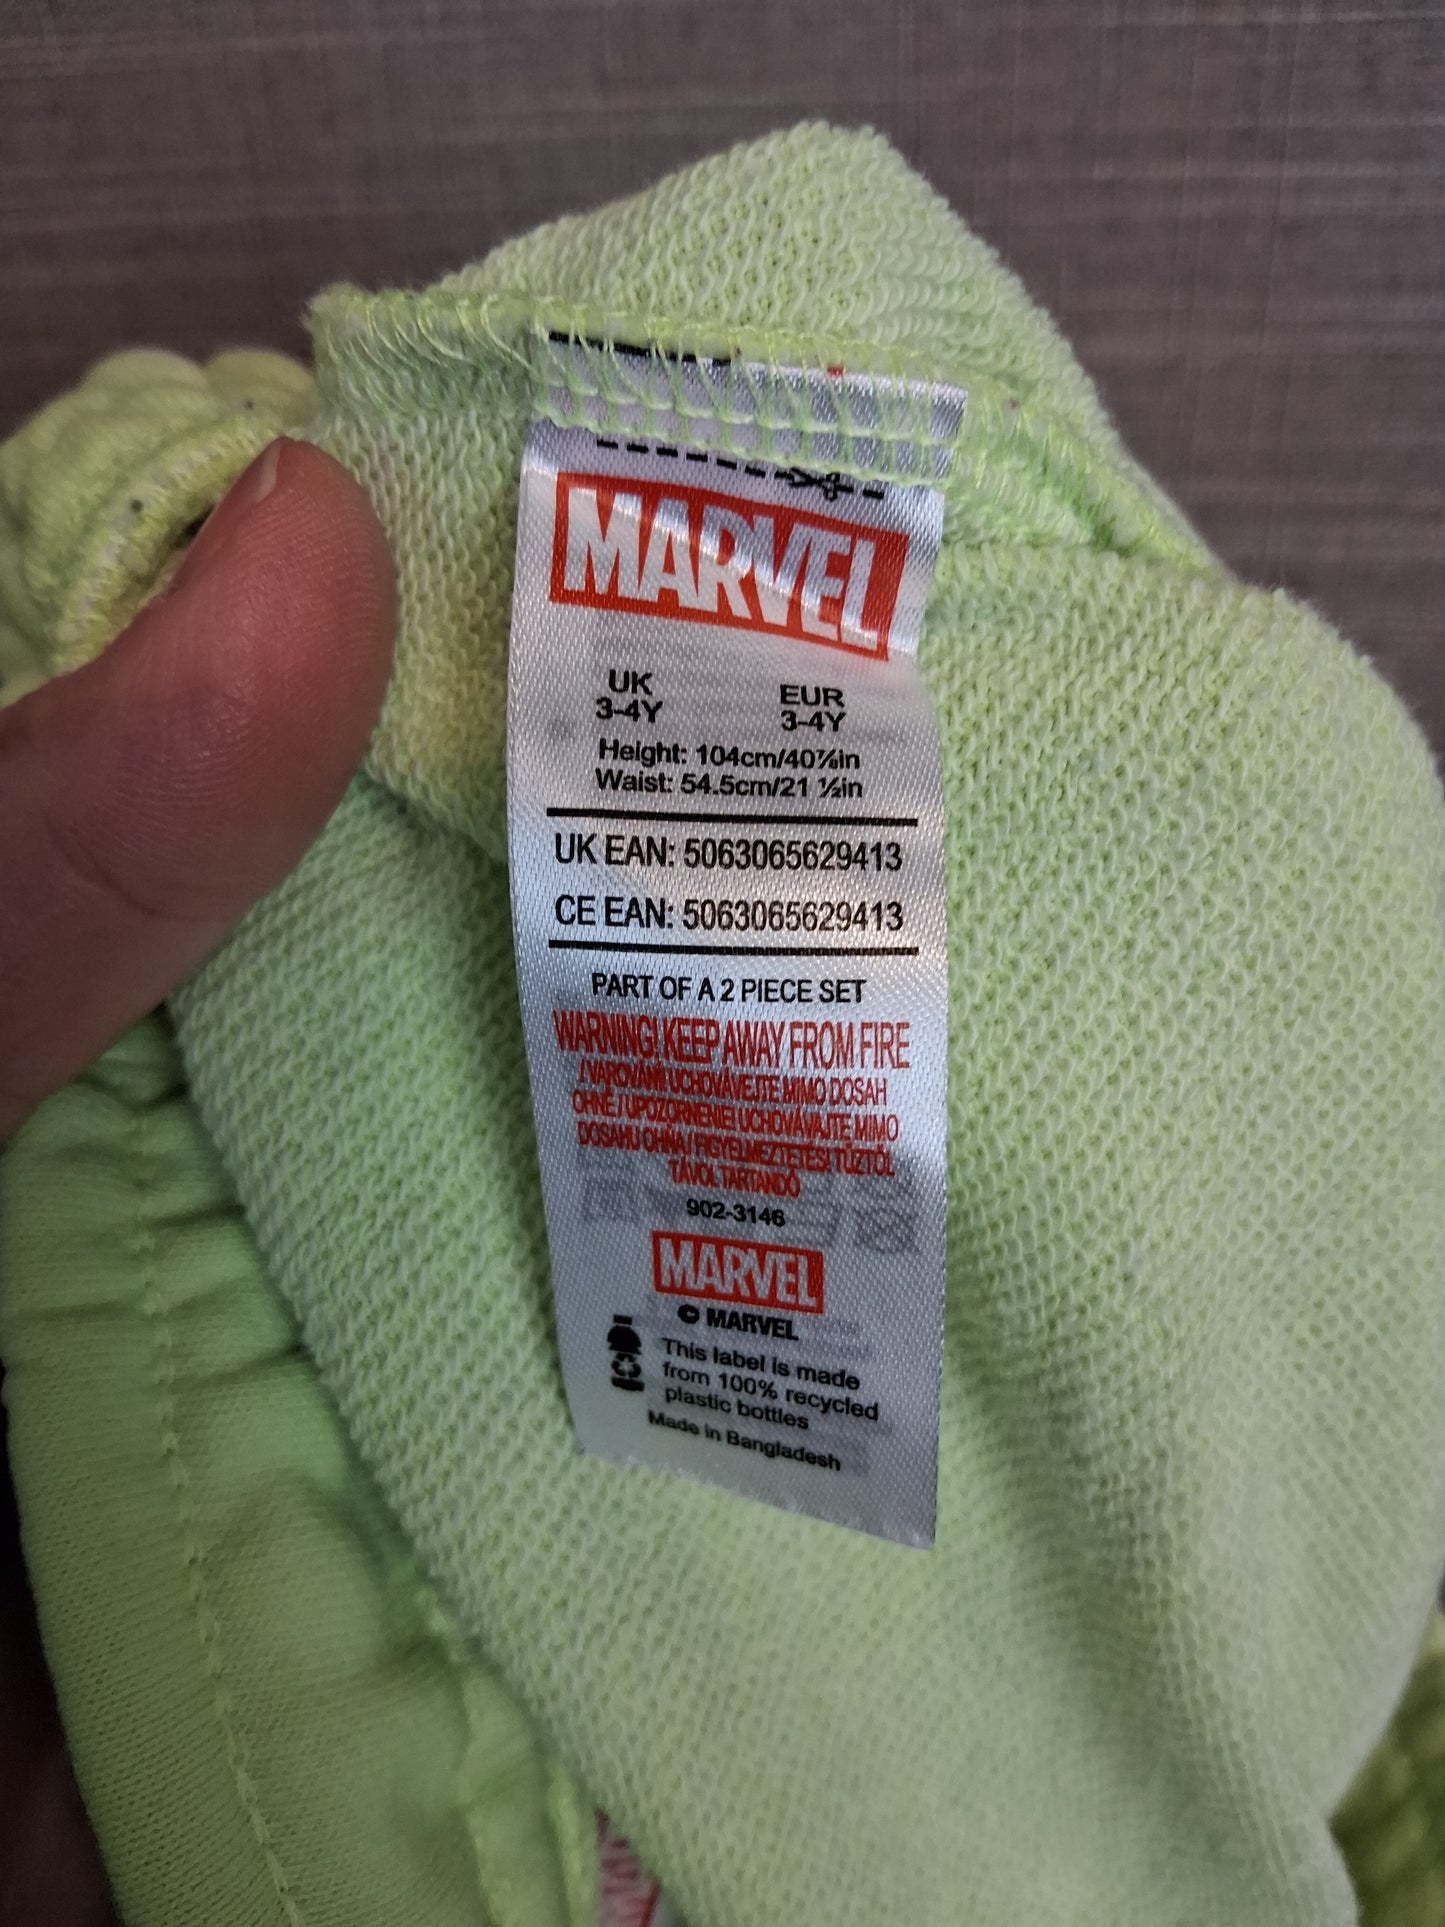 MARVEL
UK EUR
3-4Y 3-4Y
Height: 104cm/40⅞in
Waist: 54.5cm/21 ½in
UK EAN: 5063065629413
CE EAN: 5063065629413
PART OF A 2 PIECE SET
WARNING! KEEP AWAY FROM FIRE
/ VAROVÁNÍ UCHOVÁVEJTE MIMO DOSAH
OHNĚ / UPOZORNENIE! UCHOVÁVAJTE MIMO
DOSAHU OHŇA / FIGYELMEZTETÉS! TŰZTŐL
TÁVOL TARTANDÓ
902-3146
MARVEL
© MARVEL
This label is made
from 100% recycled
plastic bottles
Made in Bangladesh